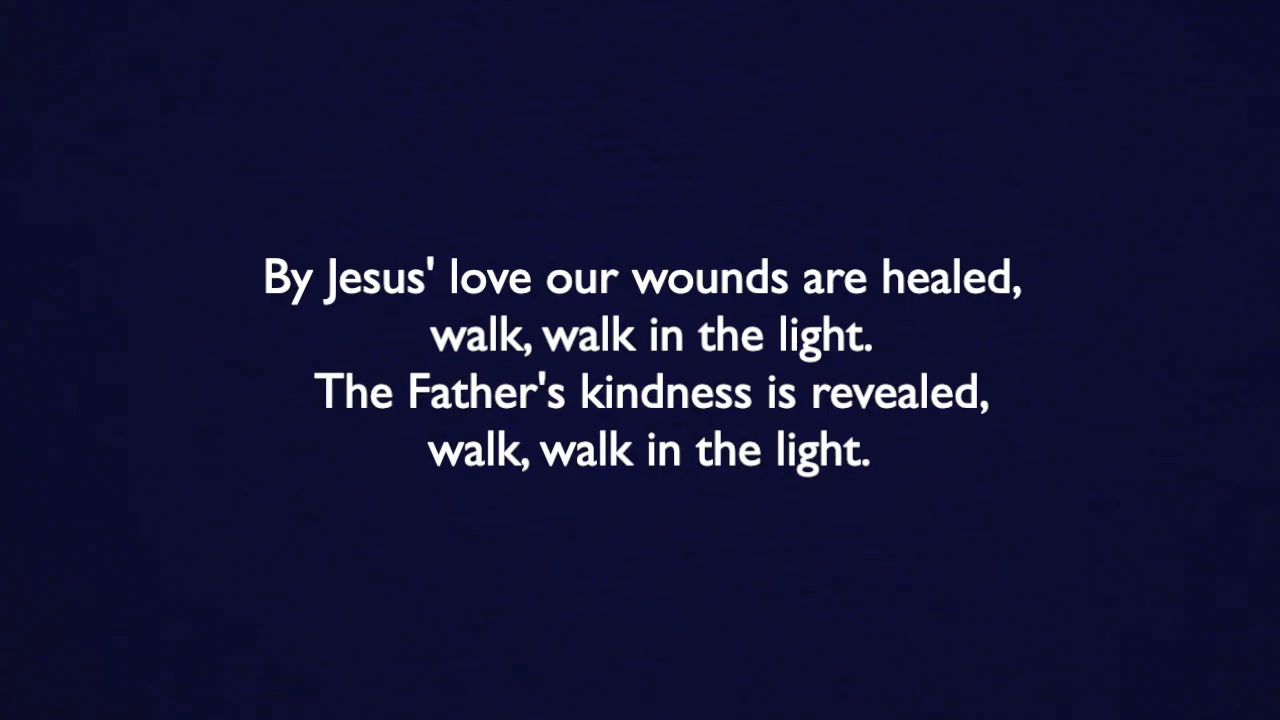 By Jesus' love our wounds are healed,
walk, walk in the light.
The Father's kindness is revealed,
walk, walk in the light.